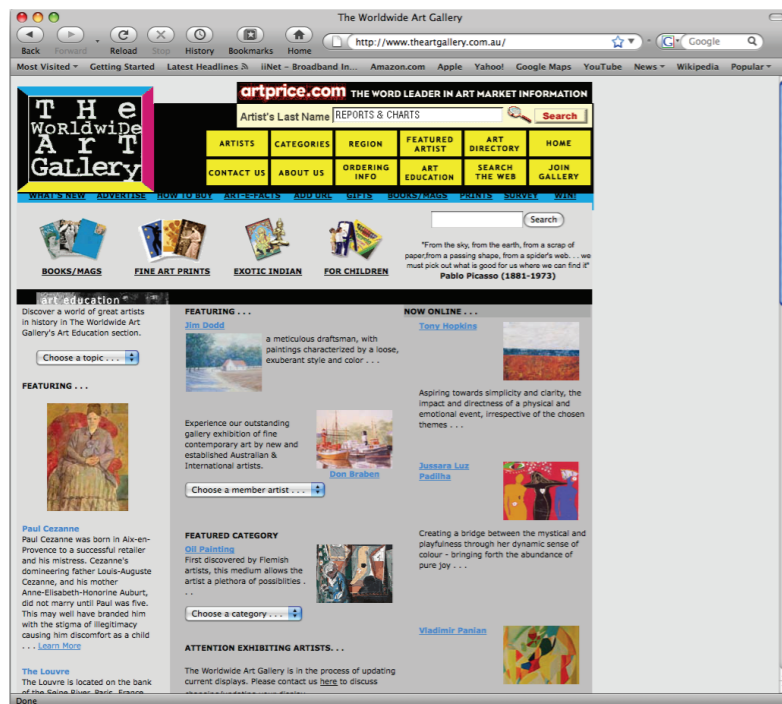 The Worldwide Art Gallery
http://www.theartgallery.com.au/
Google
Back Forward Reload Stop History Bookmarks Home
Most Visited Getting Started Latest Headlines iiNet – Broadband In... Amazon.com Apple Yahoo! Google Maps YouTube News Wikipedia Popular
THe
WoRldwiDe
ArT
GaLlery
artprice.com THE WORLD LEADER IN ART MARKET INFORMATION
Artist's Last Name REPORTS & CHARTS Search
ARTISTS CATEGORIES REGION FEATURED ARTIST ART DIRECTORY HOME
CONTACT US ABOUT US ORDERING INFO ART EDUCATION SEARCH THE WEB JOIN GALLERY
WHAT'S NEW ADVERTISE HOW TO BUY ART-E-FACTS ADD URL GIFTS BOOKS/MAGS PRINTS SURVEY WIN!
Search
BOOKS/MAGS FINE ART PRINTS EXOTIC INDIAN FOR CHILDREN
"From the sky, from the earth, from a scrap of
paper,from a passing shape, from a spider's web. . . we
must pick out what is good for us where we can find it"
Pablo Picasso (1881-1973)
art education
Discover a world of great artists
in history in The Worldwide Art
Gallery's Art Education section.
Choose a topic . . .
FEATURING . . .
Paul Cezanne
Paul Cezanne was born in Aix-en-
Provence to a successful retailer
and his mistress. Cezanne's
domineering father Louis-Auguste
Cezanne, and his mother
Anne-Elisabeth-Honorine Auburt,
did not marry until Paul was five.
This may well have branded him
with the stigma of illegitimacy
causing him discomfort as a child
. . . Learn More
The Louvre
The Louvre is located on the bank
of the Seine River, Paris, France.
FEATURING . . .
Jim Dodd
a meticulous draftsman, with
paintings characterized by a loose,
exuberant style and color . . .
Experience our outstanding
gallery exhibition of fine
contemporary art by new and
established Australian &
International artists.
Don Braben
Choose a member artist . . .
FEATURED CATEGORY
Oil Painting
First discovered by Flemish
artists, this medium allows the
artist a plethora of possiblities .
. .
Choose a category . . .
ATTENTION EXHIBITING ARTISTS. . .
The Worldwide Art Gallery is in the process of updating
current displays. Please contact us here to discuss
changing/updating your display.
NOW ONLINE . . .
Tony Hopkins
Aspiring towards simplicity and clarity, the
impact and directness of a physical and
emotional event, irrespective of the chosen
themes . . .
Jussara Luz
Padilha
Creating a bridge between the mystical and
playfulness through her dynamic sense of
colour - bringing forth the abundance of
pure joy . . .
Vladimir Panian
Done